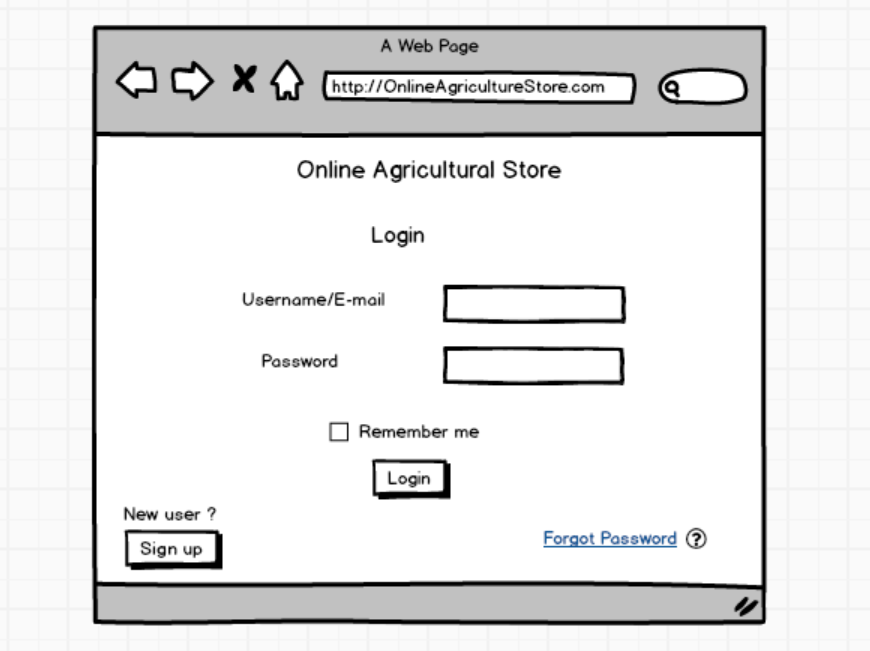 A Web Page
http://OnlineAgricultureStore.com
Online Agricultural Store
Login
Username/E-mail
Password
Remember me
Login
New user ?
Sign up
Forgot Password ?